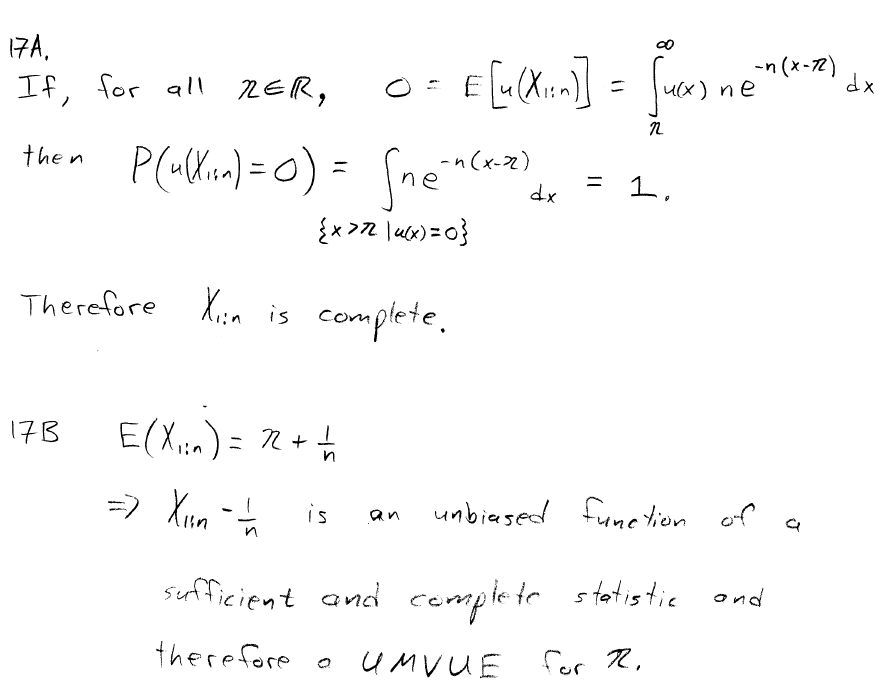 17A.
If, for all η∈ℝ, 0 = E[u(X₁:ₙ)] = ∫_η^∞ u(x) n e^{-n(x-η)} dx
then P(u(X₁:ₙ)=0) = ∫_{{x>η | u(x)=0}} n e^{-n(x-η)} dx = 1.
Therefore X₁:ₙ is complete.
17B E(X₁:ₙ) = η + 1/n
⇒ X₁:ₙ - 1/n is an unbiased function of a
sufficient and complete statistic and
therefore a UMVUE for η.